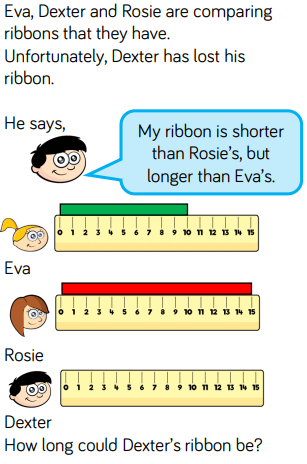 Eva, Dexter and Rosie are comparing
ribbons that they have.
Unfortunately, Dexter has lost his
ribbon.
He says,
My ribbon is shorter
than Rosie's, but
longer than Eva's.
0 1 2 3 4 5 6 7 8 9 10 11 12 13 14 15
Eva
0 1 2 3 4 5 6 7 8 9 10 11 12 13 14 15
Rosie
0 1 2 3 4 5 6 7 8 9 10 11 12 13 14 15
Dexter
How long could Dexter's ribbon be?